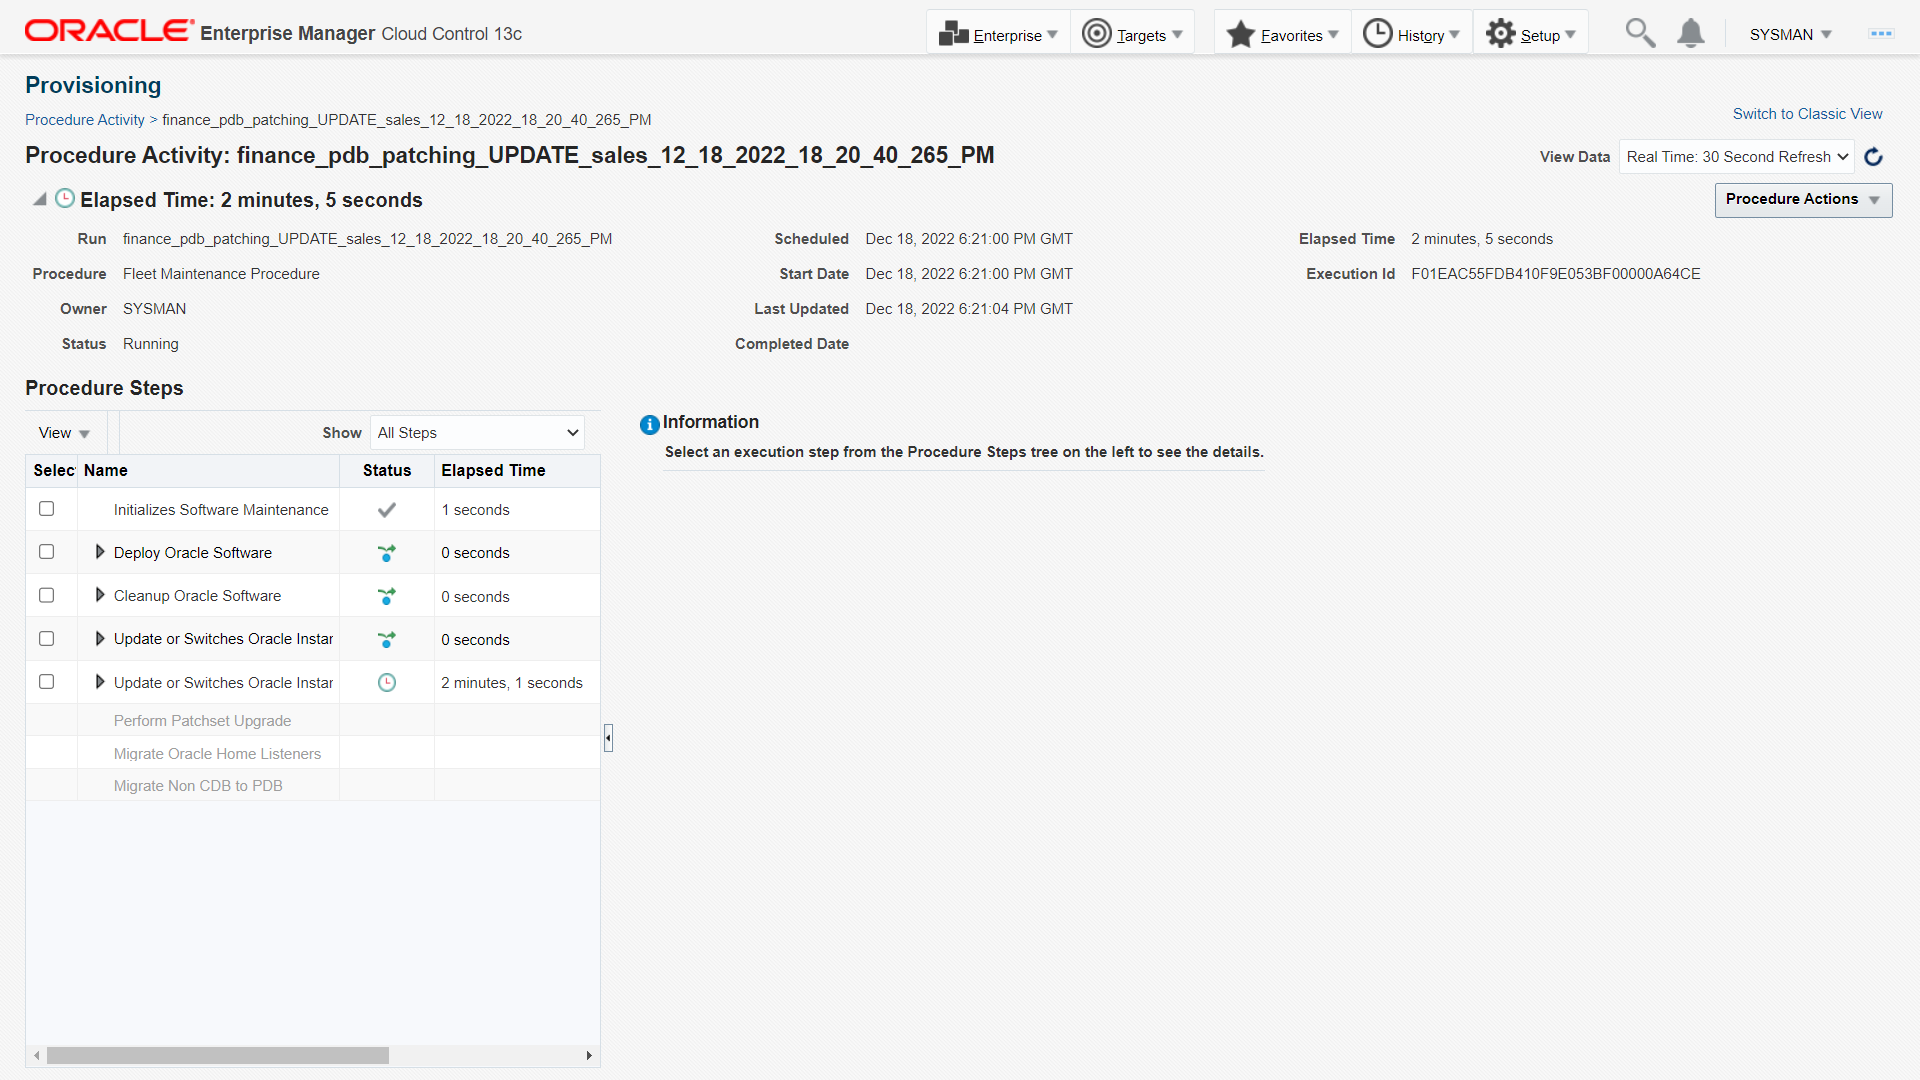 ORACLE Enterprise Manager Cloud Control 13c
Enterprise
Targets
Favorites
History
Setup
SYSMAN
Provisioning
Procedure Activity > finance_pdb_patching_UPDATE_sales_12_18_2022_18_20_40_265_PM
Switch to Classic View
Procedure Activity: finance_pdb_patching_UPDATE_sales_12_18_2022_18_20_40_265_PM
View Data Real Time: 30 Second Refresh
Elapsed Time: 2 minutes, 5 seconds
Procedure Actions
Run finance_pdb_patching_UPDATE_sales_12_18_2022_18_20_40_265_PM
Procedure Fleet Maintenance Procedure
Owner SYSMAN
Status Running
Scheduled Dec 18, 2022 6:21:00 PM GMT
Start Date Dec 18, 2022 6:21:00 PM GMT
Last Updated Dec 18, 2022 6:21:04 PM GMT
Completed Date
Elapsed Time 2 minutes, 5 seconds
Execution Id F01EAC55FDB410F9E053BF00000A64CE
Procedure Steps
View Show All Steps
Selec Name Status Elapsed Time
Initializes Software Maintenance 1 seconds
Deploy Oracle Software 0 seconds
Cleanup Oracle Software 0 seconds
Update or Switches Oracle Instar 0 seconds
Update or Switches Oracle Instar 2 minutes, 1 seconds
Perform Patchset Upgrade
Migrate Oracle Home Listeners
Migrate Non CDB to PDB
Information
Select an execution step from the Procedure Steps tree on the left to see the details.